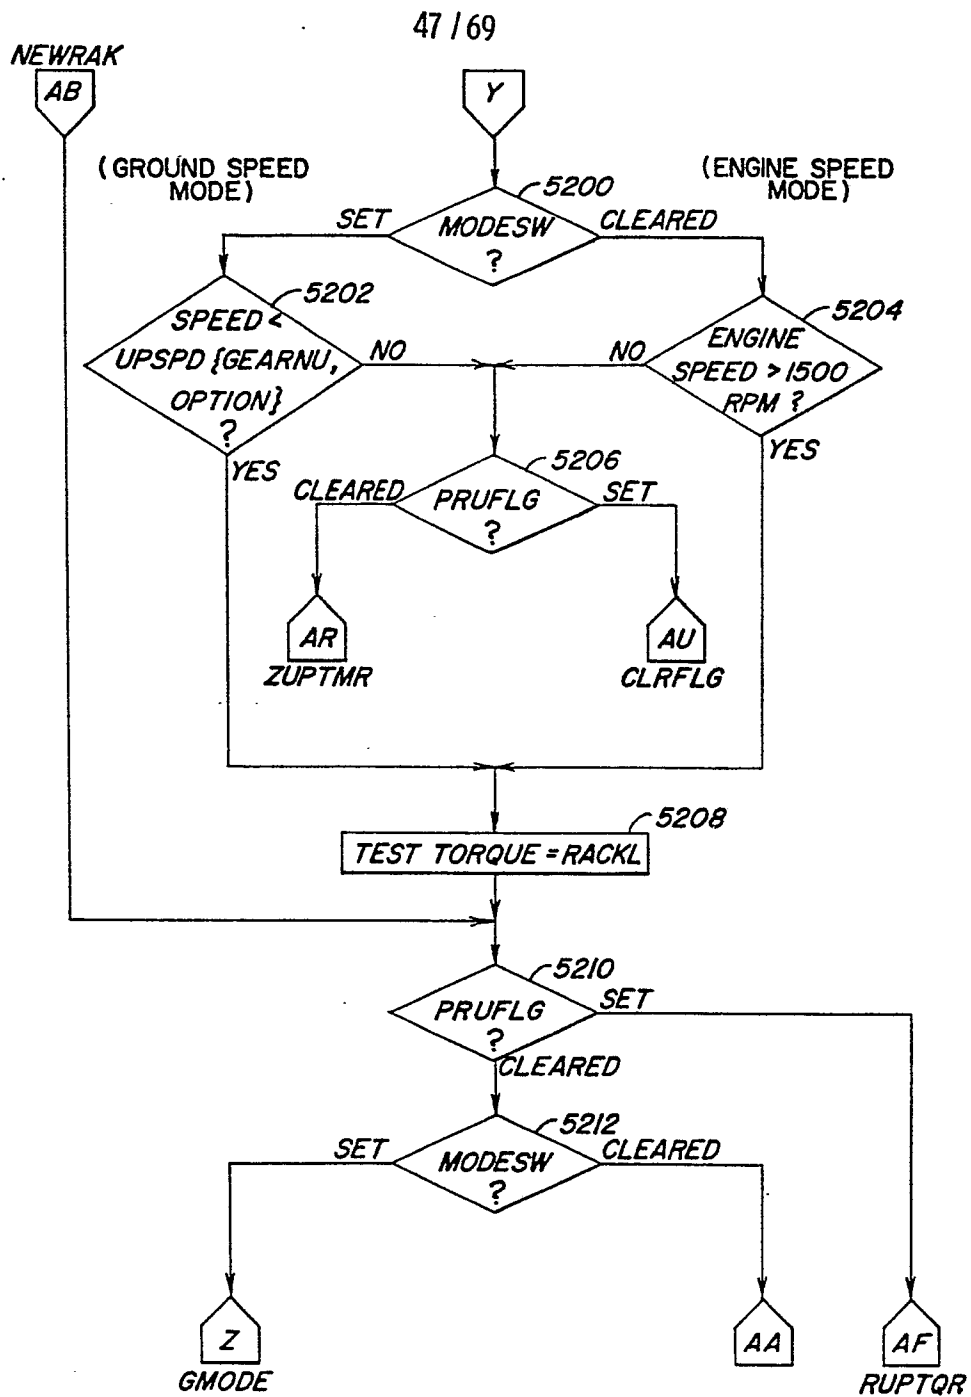 47 / 69
NEWRAK
AB
Y
(GROUND SPEED
MODE)
(ENGINE SPEED
MODE)
5200
SET
MODESW
?
CLEARED
5202
SPEED <
UPSPD {GEARNU,
OPTION}
?
NO
YES
5204
ENGINE
SPEED > 1500
RPM ?
NO
YES
5206
CLEARED
PRUFLG
?
SET
AR
ZUPTMR
AU
CLRFLG
5208
TEST TORQUE = RACKL
5210
PRUFLG
?
SET
CLEARED
5212
SET
MODESW
?
CLEARED
Z
GMODE
AA
AF
RUPTQR